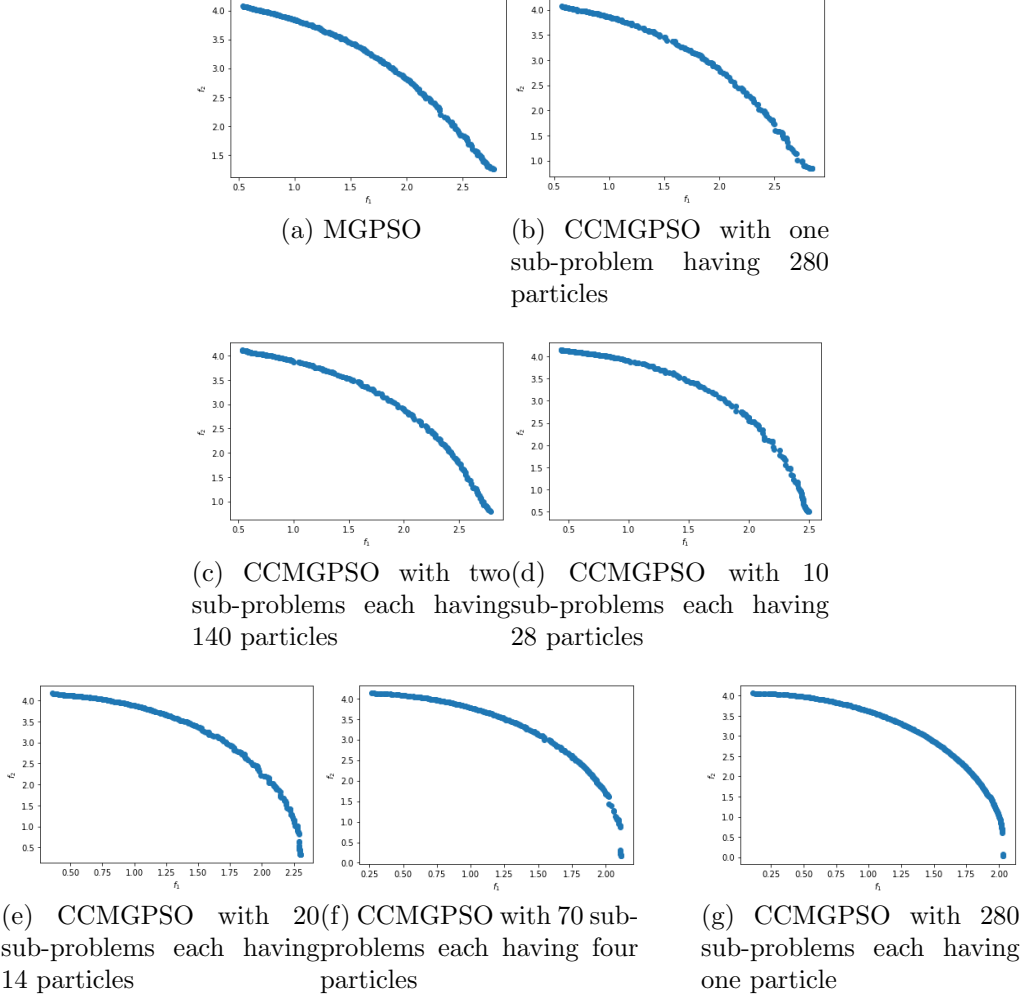 4.0
3.5
3.0
2.5
2.0
1.5
f₂
0.5 1.0 1.5 2.0 2.5
f₁
(a) MGPSO
4.0
3.5
3.0
2.5
2.0
1.5
1.0
f₂
0.5 1.0 1.5 2.0 2.5
f₁
(b) CCMGPSO with one
sub-problem having 280
particles
4.0
3.5
3.0
2.5
2.0
1.5
1.0
f₂
0.5 1.0 1.5 2.0 2.5
f₁
(c) CCMGPSO with two
sub-problems each having
140 particles
4.0
3.5
3.0
2.5
2.0
1.5
1.0
0.5
f₂
0.5 1.0 1.5 2.0 2.5
f₁
(d) CCMGPSO with 10
sub-problems each having
28 particles
4.0
3.5
3.0
2.5
2.0
1.5
1.0
0.5
f₂
0.50 0.75 1.00 1.25 1.50 1.75 2.00 2.25
f₁
(e) CCMGPSO with 20
sub-problems each having
14 particles
4.0
3.5
3.0
2.5
2.0
1.5
1.0
0.5
0.0
f₂
0.25 0.50 0.75 1.00 1.25 1.50 1.75 2.00
f₁
(f) CCMGPSO with 70 sub-
problems each having four
particles
4.0
3.5
3.0
2.5
2.0
1.5
1.0
0.5
0.0
f₂
0.25 0.50 0.75 1.00 1.25 1.50 1.75 2.00
f₁
(g) CCMGPSO with 280
sub-problems each having
one particle